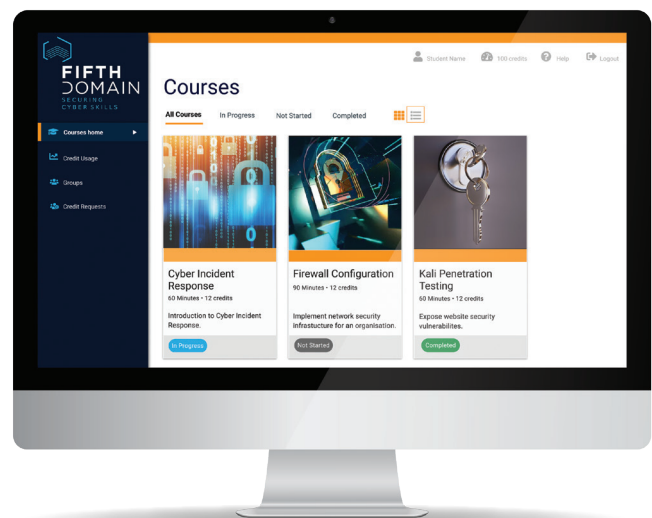 FIFTH
DOMAIN
SECURING
CYBER SKILLS
Courses home
Credit Usage
Groups
Credit Requests
Student Name
100 credits
Help
Logout
Courses
All Courses In Progress Not Started Completed
Cyber Incident
Response
60 Minutes • 12 credits
Introduction to Cyber Incident
Response.
In Progress
Firewall Configuration
90 Minutes • 12 credits
Implement network security
infrastucture for an organisation.
Not Started
Kali Penetration
Testing
60 Minutes • 12 credits
Expose website security
vulnerabilites.
Completed